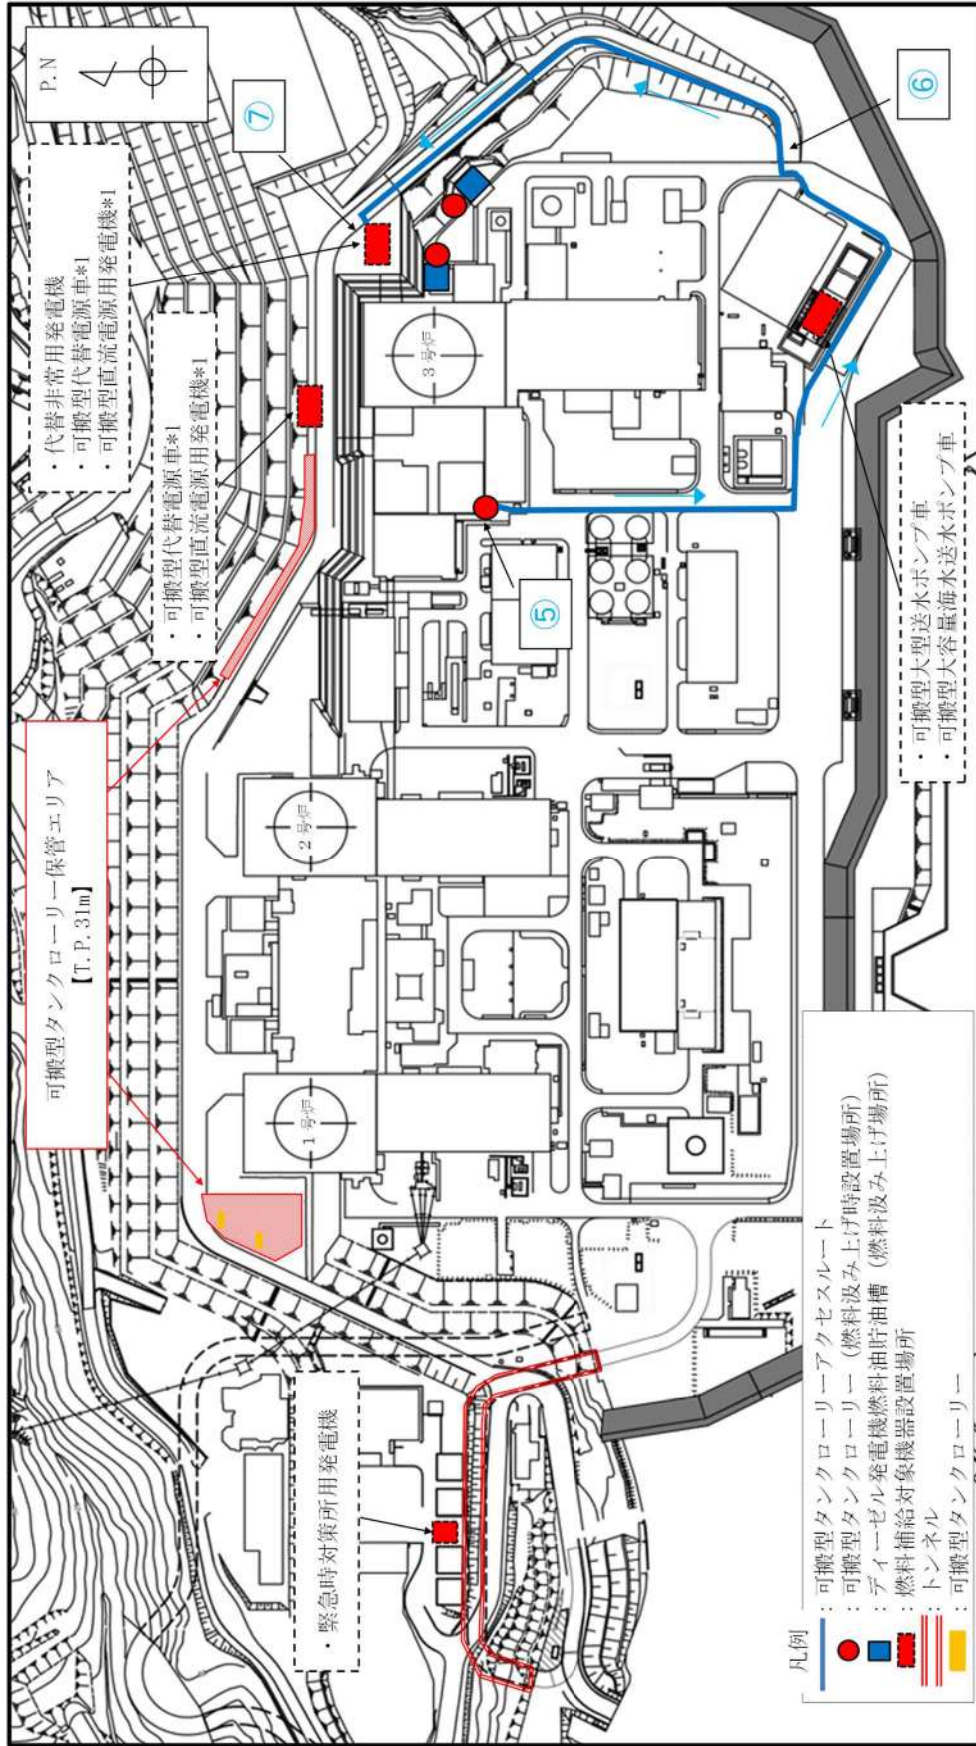 P.N
・代替非常用発電機
・可搬型代替電源車*1
・可搬型直流電源用発電機*1
・可搬型代替電源車*1
・可搬型直流電源用発電機*1
可搬型タンクローリー保管エリア
【T.P.31m】
・緊急時対策所用発電機
⑦
⑥
⑤
3号炉
2号炉
1号炉
・可搬型大型送水ポンプ車
・可搬型大容量海水送水ポンプ車
凡例
：可搬型タンクローリーアクセスルート
：可搬型タンクローリー（燃料汲み上げ時設置場所）
：ディーゼル発電機燃料油貯油槽（燃料汲み上げ場所）
：燃料補給対象機器設置場所
：トンネル
：可搬型タンクローリー